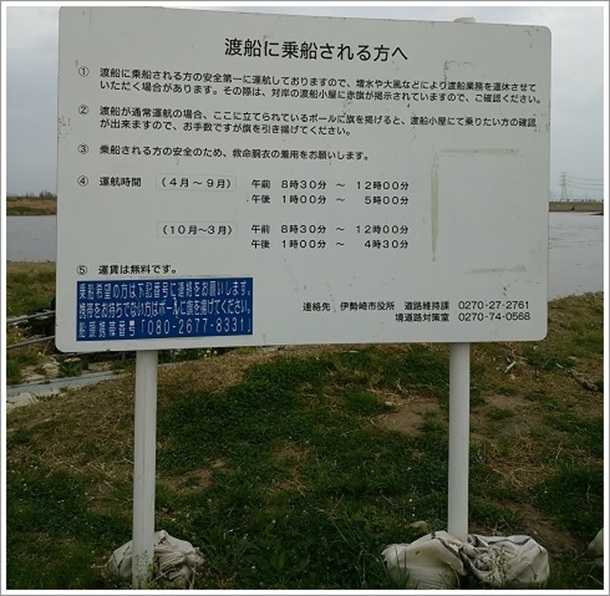 渡船に乗船される方へ
① 渡船に乗船される方の安全第一に運航しておりますので、増水や大風などにより渡船業務を運休させて
いただく場合があります。その際は、対岸の渡船小屋に赤旗が掲示されていますので、ご確認ください。
② 渡船が通常運航の場合、ここに立てられているポールに旗を掲げると、渡船小屋にて乗りたい方の確認
が出来ますので、お手数ですが旗を引き揚げてください。
③ 乗船される方の安全のため、救命胴衣の着用をお願いします。
④ 運航時間 （4月～9月） 午前 8時30分 ～ 12時00分
午後 1時00分 ～ 5時00分
（10月～3月） 午前 8時30分 ～ 12時00分
午後 1時00分 ～ 4時30分
⑤ 運賃は無料です。
乗船希望の方は下記番号に連絡をお願いします。
携帯をお持ちでない方はポールに旗を揚げてください。
船頭携帯番号「080-2677-8331」
連絡先 伊勢崎市役所 道路維持課 0270-27-2761
境道路対策室 0270-74-0568